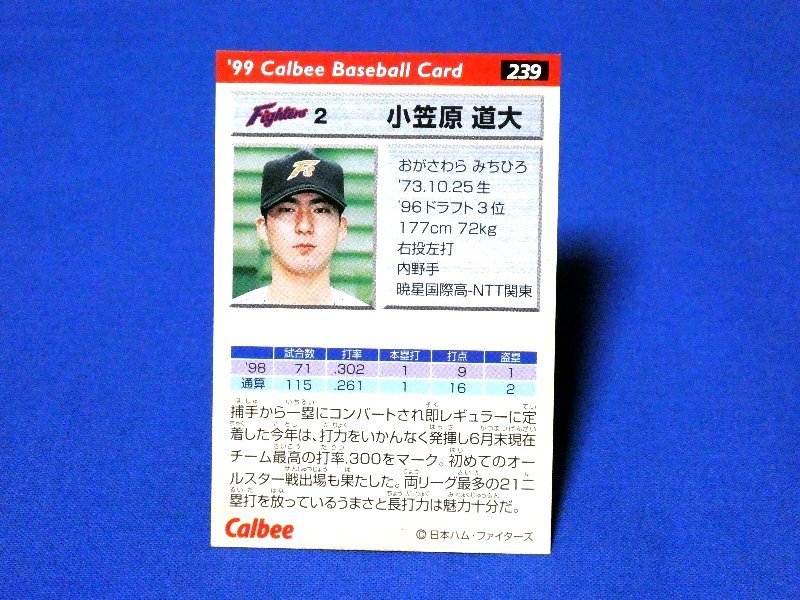 '99 Calbee Baseball Card 239
Fighters 2 小笠原 道大
F
おがさわら みちひろ
'73.10.25 生
'96ドラフト3位
177cm 72kg
右投左打
内野手
暁星国際高-NTT関東
試合数 打率 本塁打 打点 盗塁
'98 71 .302 1 9 1
通算 115 .261 1 16 2
捕手から一塁にコンバートされ即レギュラーに定
着した今年は、打力をいかんなく発揮し6月末現在
チーム最高の打率.300をマーク。初めてのオー
ルスター戦出場も果たした。両リーグ最多の21二
塁打を放っているうまさと長打力は魅力十分だ。
Calbee
©日本ハム・ファイターズ